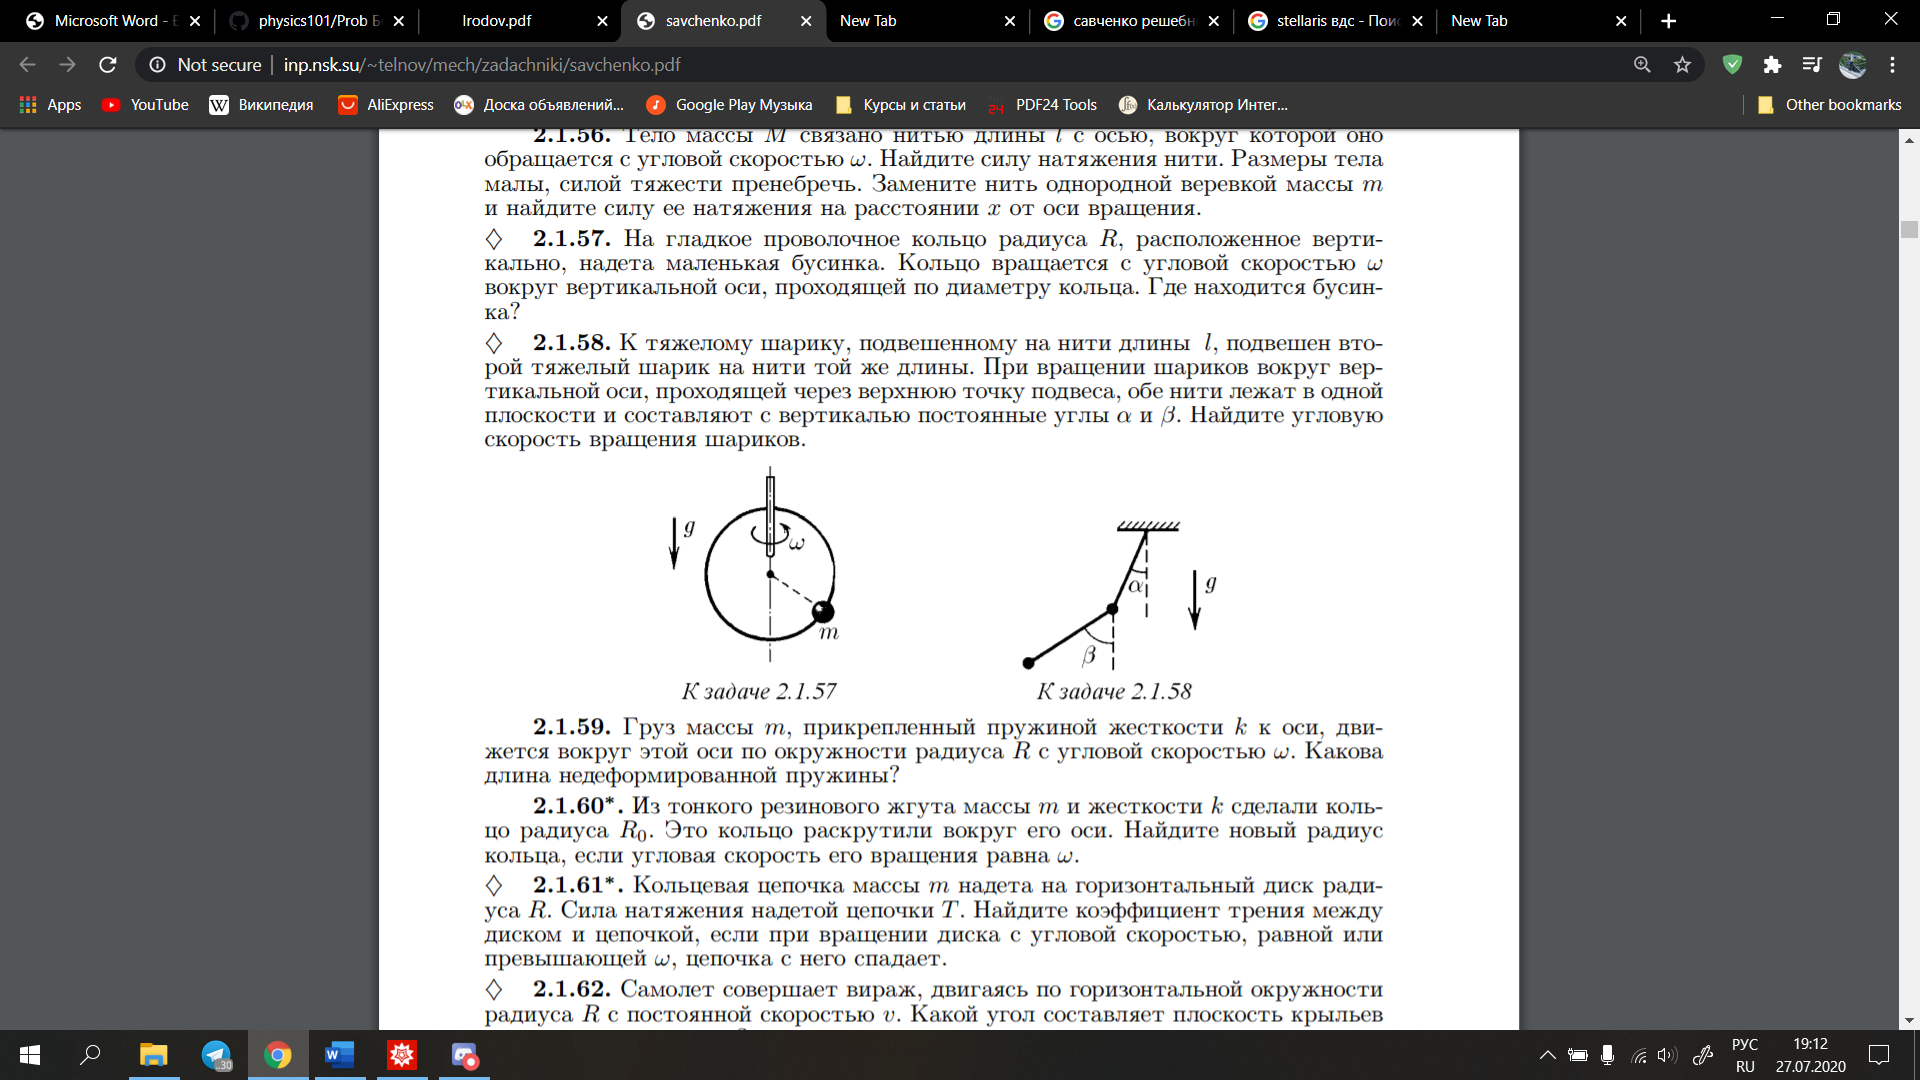 Microsoft Word - Е
physics101/Prob Б
Irodov.pdf
savchenko.pdf
New Tab
савченко решебн
stellaris вдс - Пои
New Tab
Not secure | inp.nsk.su/~telnov/mech/zadachniki/savchenko.pdf
Apps
YouTube
Википедия
AliExpress
Доска объявлений...
Google Play Музыка
Курсы и статьи
PDF24 Tools
Калькулятор Интег...
Other bookmarks
2.1.56. Тело массы M связано нитью длины l с осью, вокруг которой оно
обращается с угловой скоростью ω. Найдите силу натяжения нити. Размеры тела
малы, силой тяжести пренебречь. Замените нить однородной веревкой массы m
и найдите силу ее натяжения на расстоянии x от оси вращения.
♢ 2.1.57. На гладкое проволочное кольцо радиуса R, расположенное верти-
кально, надета маленькая бусинка. Кольцо вращается с угловой скоростью ω
вокруг вертикальной оси, проходящей по диаметру кольца. Где находится бусин-
ка?
♢ 2.1.58. К тяжелому шарику, подвешенному на нити длины l, подвешен вто-
рой тяжелый шарик на нити той же длины. При вращении шариков вокруг вер-
тикальной оси, проходящей через верхнюю точку подвеса, обе нити лежат в одной
плоскости и составляют с вертикалью постоянные углы α и β. Найдите угловую
скорость вращения шариков.
g
ω
m
α
g
β
К задаче 2.1.57
К задаче 2.1.58
2.1.59. Груз массы m, прикрепленный пружиной жесткости k к оси, дви-
жется вокруг этой оси по окружности радиуса R с угловой скоростью ω. Какова
длина недеформированной пружины?
2.1.60*. Из тонкого резинового жгута массы m и жесткости k сделали коль-
цо радиуса R₀. Это кольцо раскрутили вокруг его оси. Найдите новый радиус
кольца, если угловая скорость его вращения равна ω.
♢ 2.1.61*. Кольцевая цепочка массы m надета на горизонтальный диск ради-
уса R. Сила натяжения надетой цепочки T. Найдите коэффициент трения между
диском и цепочкой, если при вращении диска с угловой скоростью, равной или
превышающей ω, цепочка с него спадает.
♢ 2.1.62. Самолет совершает вираж, двигаясь по горизонтальной окружности
радиуса R с постоянной скоростью v. Какой угол составляет плоскость крыльев
РУС
RU
19:12
27.07.2020